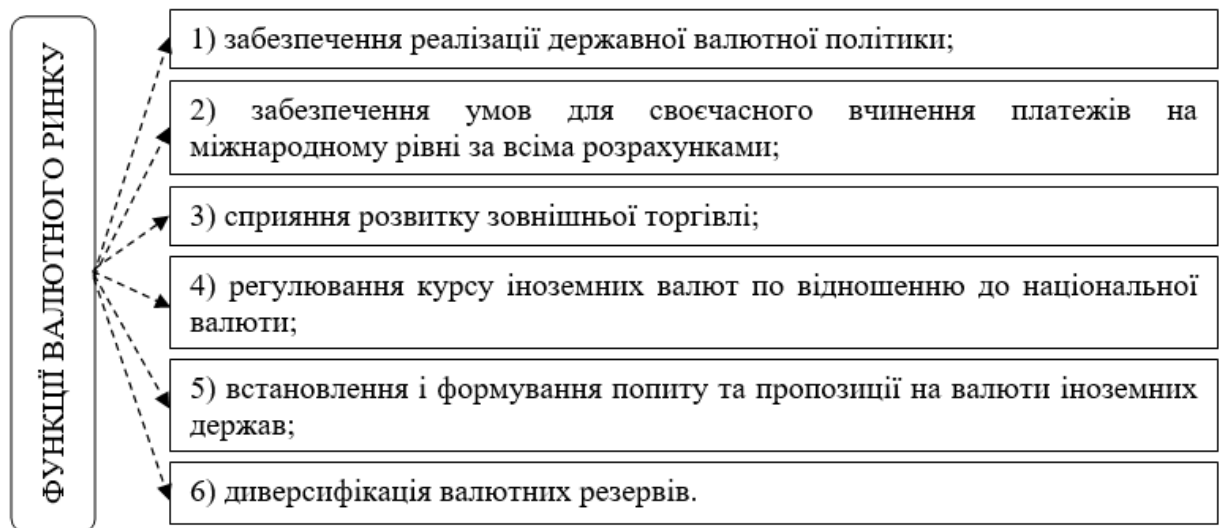 ФУНКЦІЇ ВАЛЮТНОГО РИНКУ
1) забезпечення реалізації державної валютної політики;
2) забезпечення умов для своєчасного вчинення платежів на
міжнародному рівні за всіма розрахунками;
3) сприяння розвитку зовнішньої торгівлі;
4) регулювання курсу іноземних валют по відношенню до національної
валюти;
5) встановлення і формування попиту та пропозиції на валюти іноземних
держав;
6) диверсифікація валютних резервів.